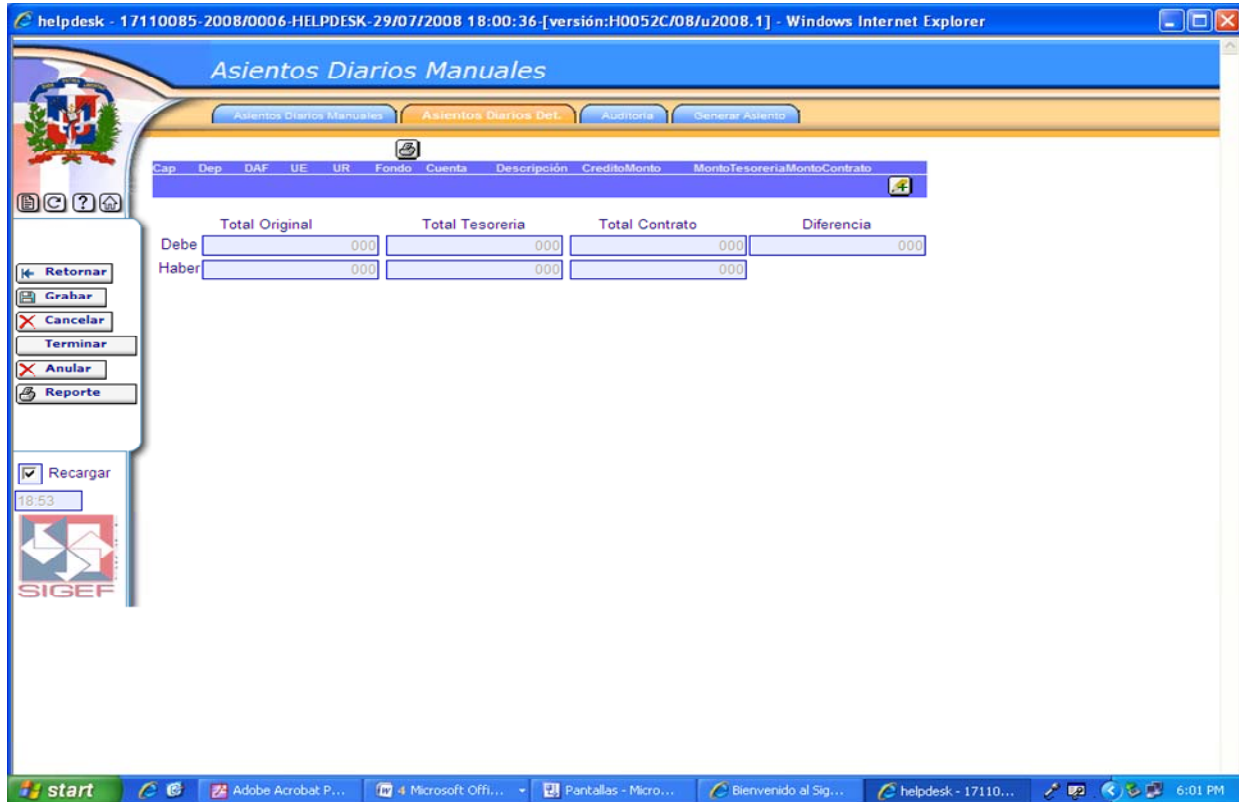 helpdesk - 17110085-2008/0006-HELPDESK-29/07/2008 18:00:36-[versión:H0052C/08/u2008.1] - Windows Internet Explorer
Asientos Diarios Manuales
Asientos Diarios Manuales Asientos Diarios Det. Auditoria Generar Asiento
Cap Dep DAF UE UR Fondo Cuenta Descripción CreditoMonto MontoTesoreriaMontoContrato
Total Original Total Tesoreria Total Contrato Diferencia
Debe 000 000 000 000
Haber 000 000 000
Retornar
Grabar
Cancelar
Terminar
Anular
Reporte
Recargar
18:53
SIGEF
start Adobe Acrobat P... 4 Microsoft Offi... Pantallas - Micro... Bienvenido al Sig... helpdesk - 17110... 6:01 PM